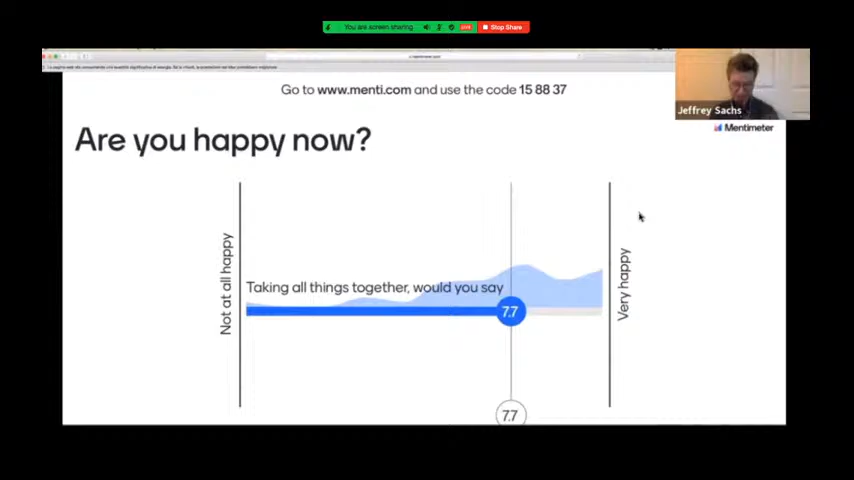 You are screen sharing
LIVE
Stop Share
Go to www.menti.com and use the code 15 88 37
Jeffrey Sachs
Mentimeter
Are you happy now?
Not at all happy
Taking all things together, would you say
7.7
Very happy
7.7